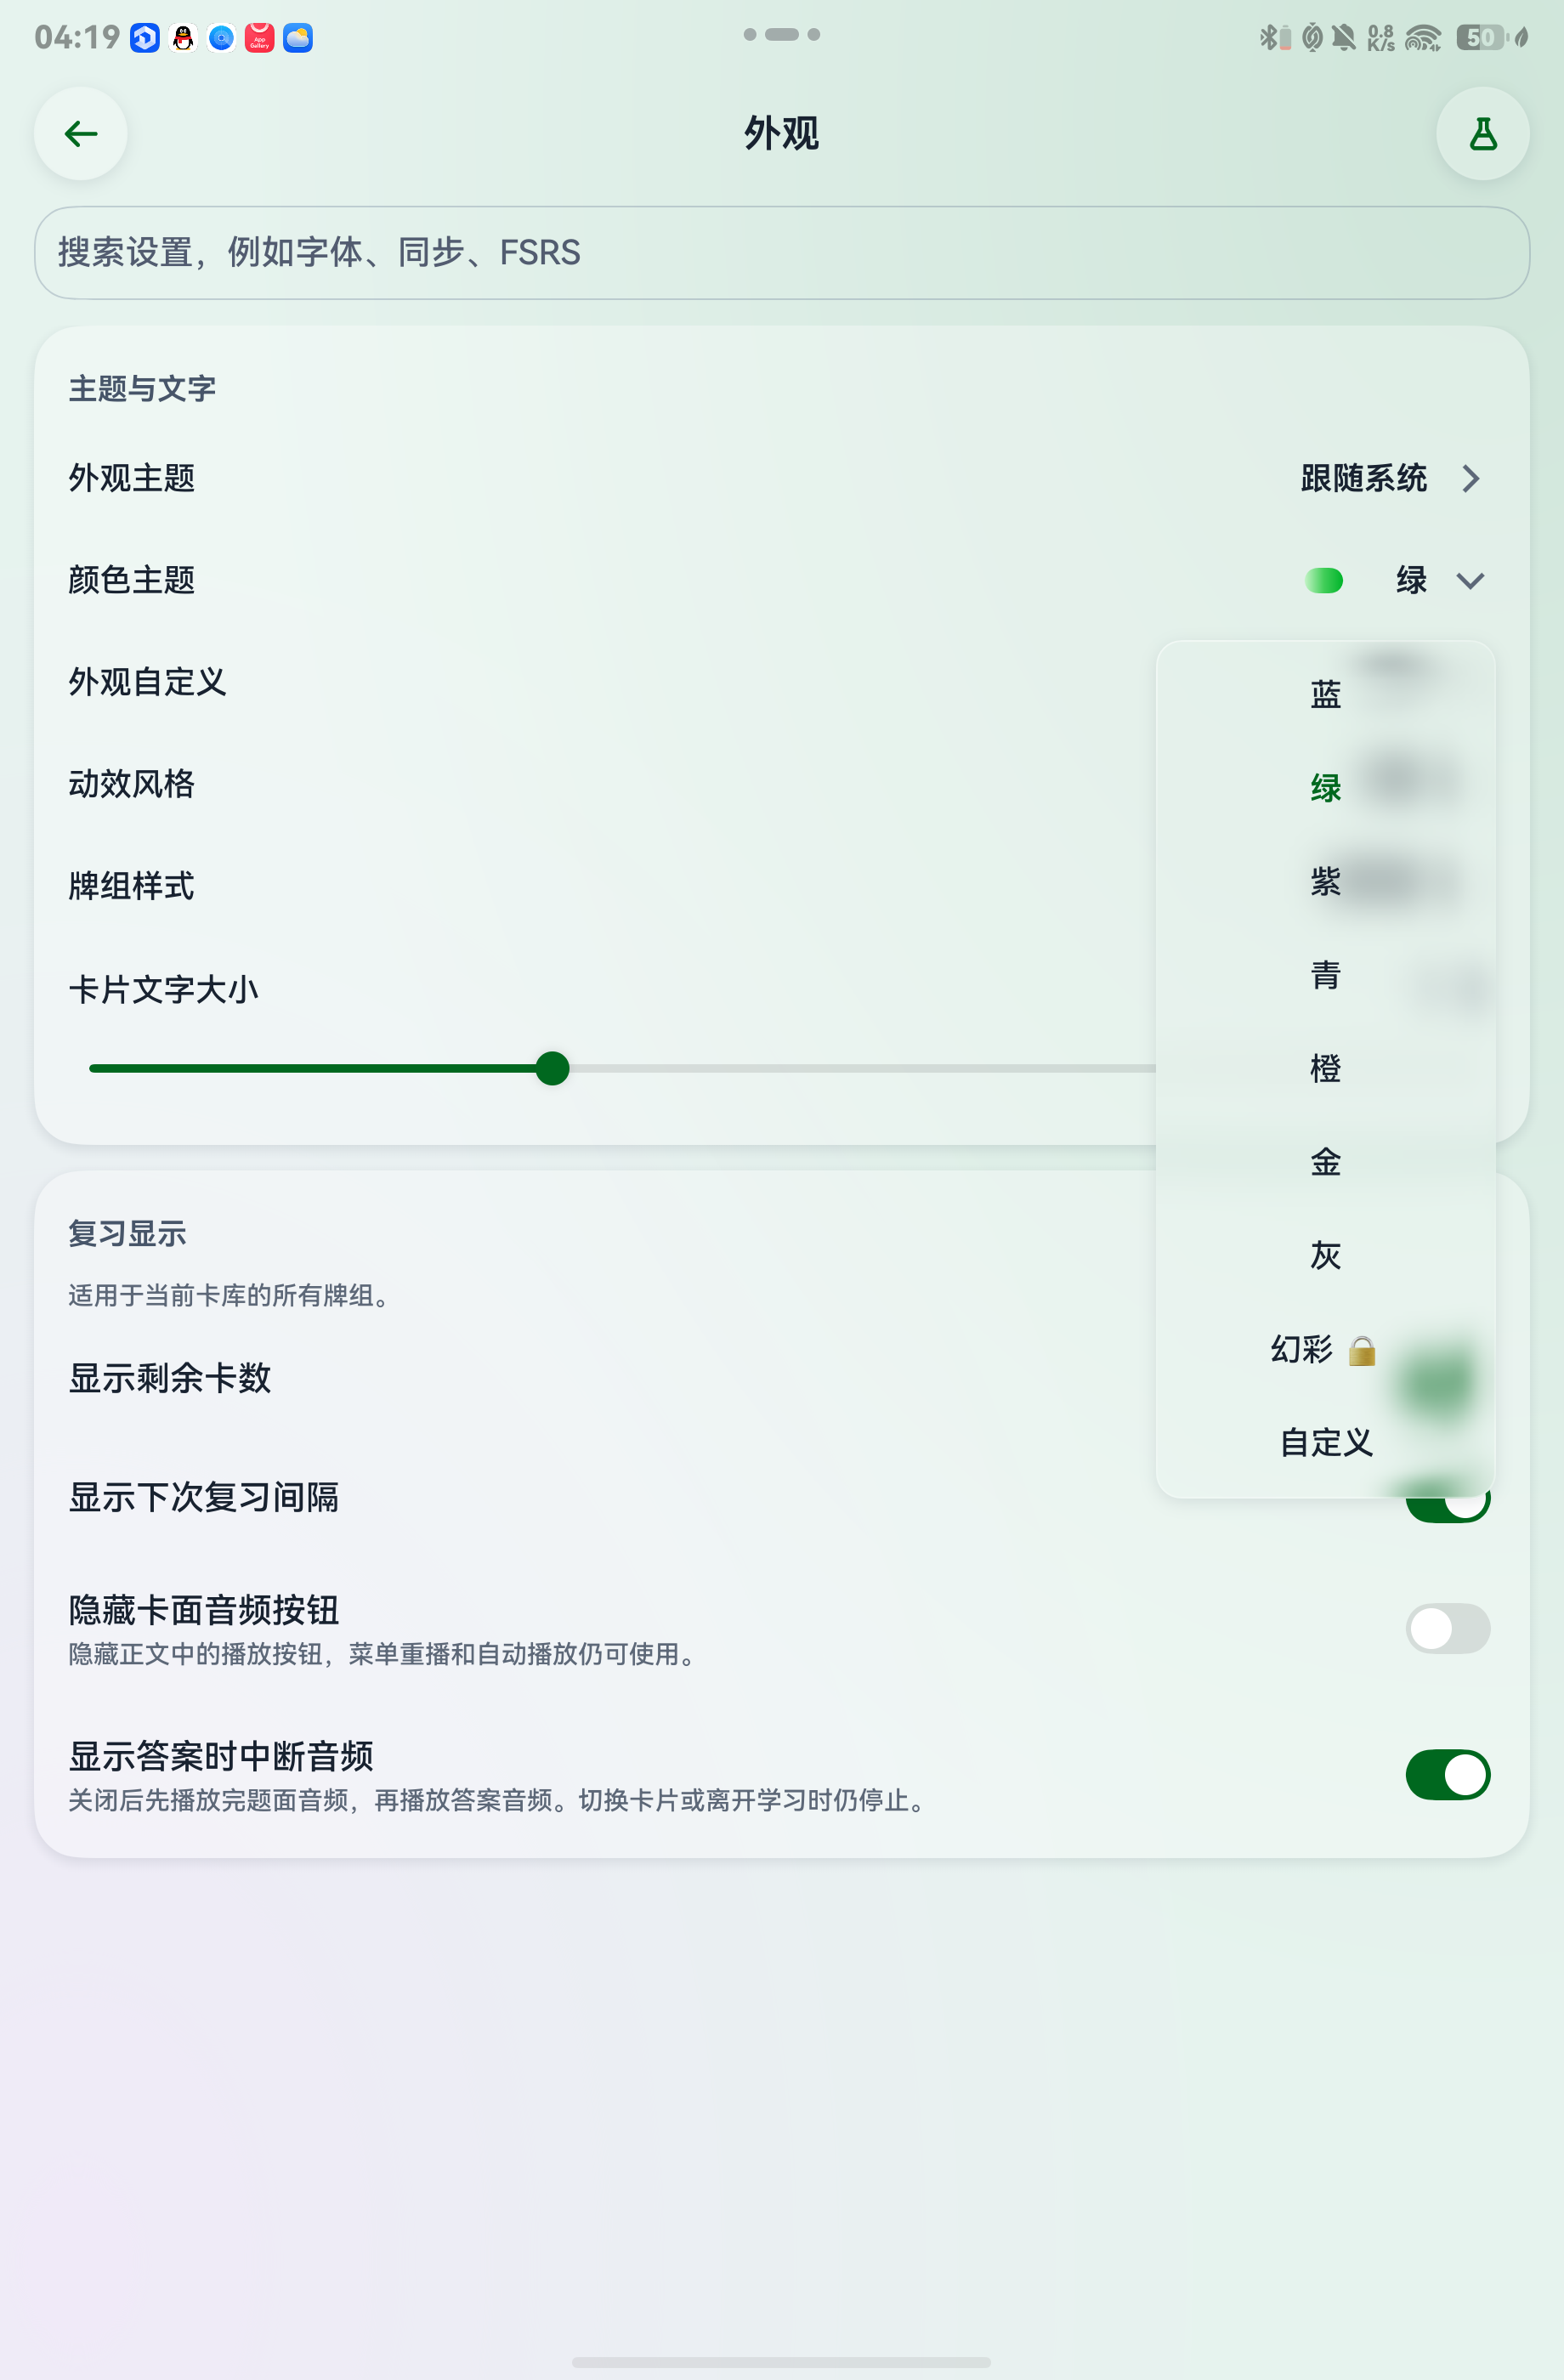 04:19
0.8 K/s
50
外观
搜索设置，例如字体、同步、FSRS
主题与文字
外观主题 跟随系统
颜色主题 绿
外观自定义
蓝
动效风格
绿
牌组样式
紫
卡片文字大小
青
橙
金
复习显示
灰
适用于当前卡库的所有牌组。
显示剩余卡数
幻彩
自定义
显示下次复习间隔
隐藏卡面音频按钮
隐藏正文中的播放按钮，菜单重播和自动播放仍可使用。
显示答案时中断音频
关闭后先播放完题面音频，再播放答案音频。切换卡片或离开学习时仍停止。